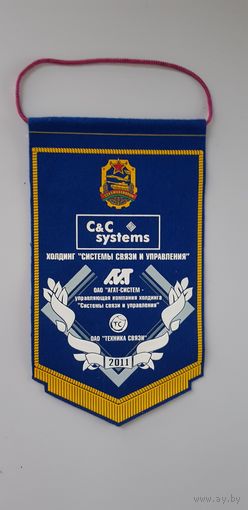 C&C
systems
ХОЛДИНГ "СИСТЕМЫ СВЯЗИ И УПРАВЛЕНИЯ"
АГАТ
ОАО "АГАТ-СИСТЕМ -
управляющая компания холдинга
"Системы связи и управления"
ТС
ОАО "ТЕХНИКА СВЯЗИ"
2011
www.ay.by